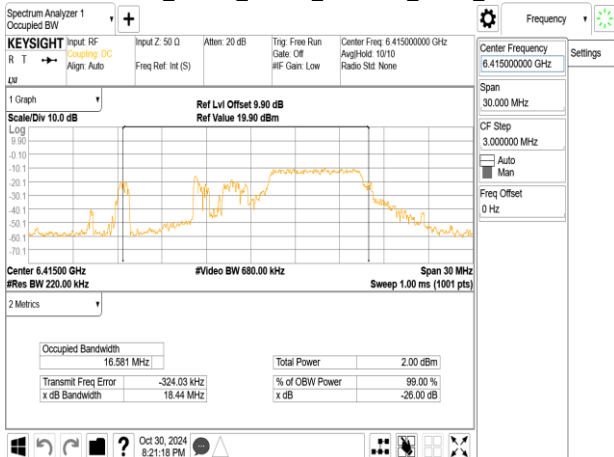 Spectrum Analyzer 1
Occupied BW
Frequency
KEYSIGHT Input: RF Input Z: 50 Ω Atten: 20 dB Trig: Free Run Center Freq: 6.415000000 GHz
R T Coupling: DC Gate: Off Avg|Hold: 10/10
Align: Auto Freq Ref: Int (S) #IF Gain: Low Radio Std: None
Center Frequency
6.415000000 GHz
Settings
Span
30.000 MHz
CF Step
3.000000 MHz
Auto
Man
Freq Offset
0 Hz
1 Graph
Ref Lvl Offset 9.90 dB
Scale/Div 10.0 dB Ref Value 19.90 dBm
Log
9.90
-0.10
-10.1
-20.1
-30.1
-40.1
-50.1
-60.1
-70.1
Center 6.41500 GHz #Video BW 680.00 kHz Span 30 MHz
#Res BW 220.00 kHz Sweep 1.00 ms (1001 pts)
2 Metrics
Occupied Bandwidth
16.581 MHz Total Power 2.00 dBm
Transmit Freq Error -324.03 kHz % of OBW Power 99.00 %
x dB Bandwidth 18.44 MHz x dB -26.00 dB
? Oct 30, 2024
8:21:18 PM